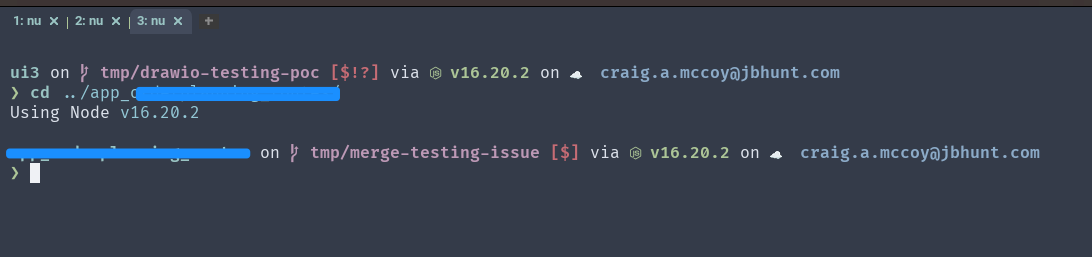 1: nu × | 2: nu × | 3: nu × +
ui3 on tmp/drawio-testing-poc [$!?] via v16.20.2 on craig.a.mccoy@jbhunt.com
❯ cd ../app_
Using Node v16.20.2
on tmp/merge-testing-issue [$] via v16.20.2 on craig.a.mccoy@jbhunt.com
❯